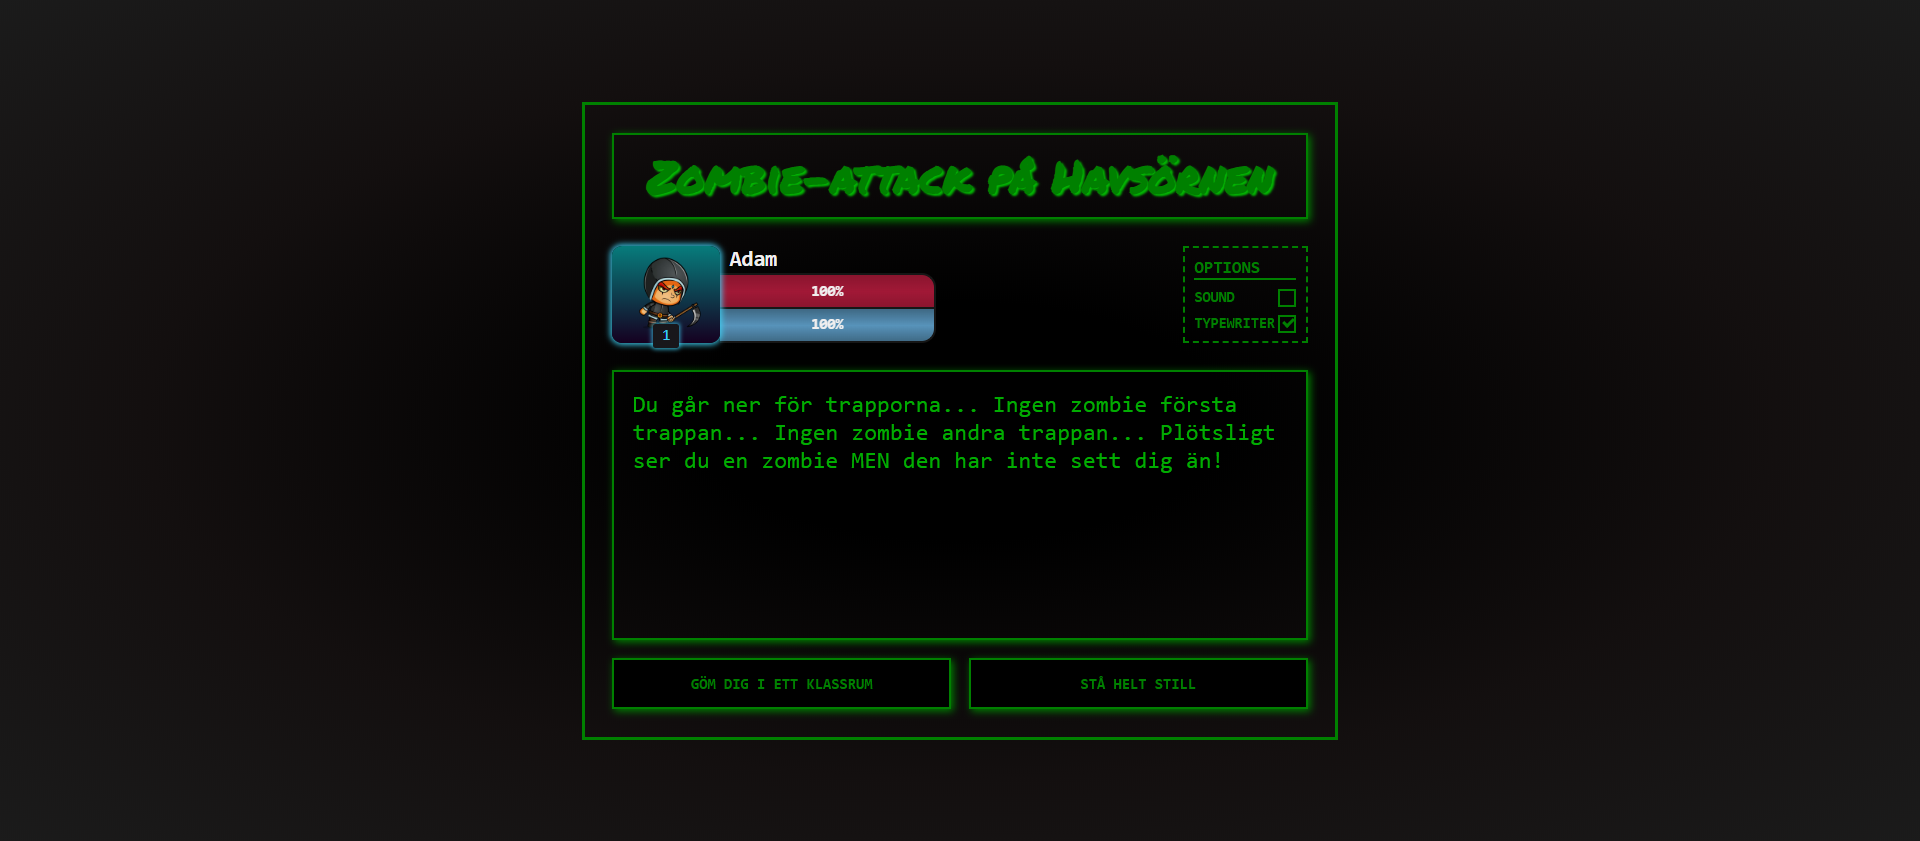 Zombie-attack på Havsörnen
Adam
100%
100%
1
OPTIONS
SOUND
TYPEWRITER
Du går ner för trapporna... Ingen zombie första
trappan... Ingen zombie andra trappan... Plötsligt
ser du en zombie MEN den har inte sett dig än!
GÖM DIG I ETT KLASSRUM
STÅ HELT STILL